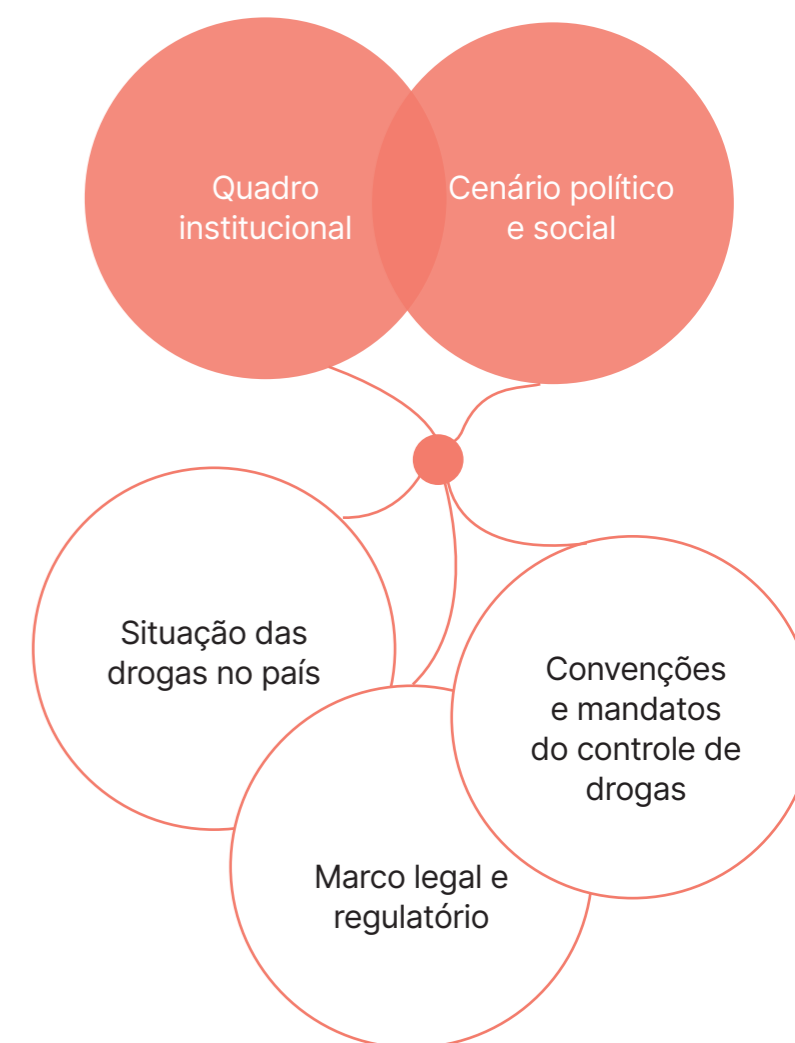 Quadro
institucional
Cenário político
e social
Situação das
drogas no país
Convenções
e mandatos
do controle de
drogas
Marco legal e
regulatório